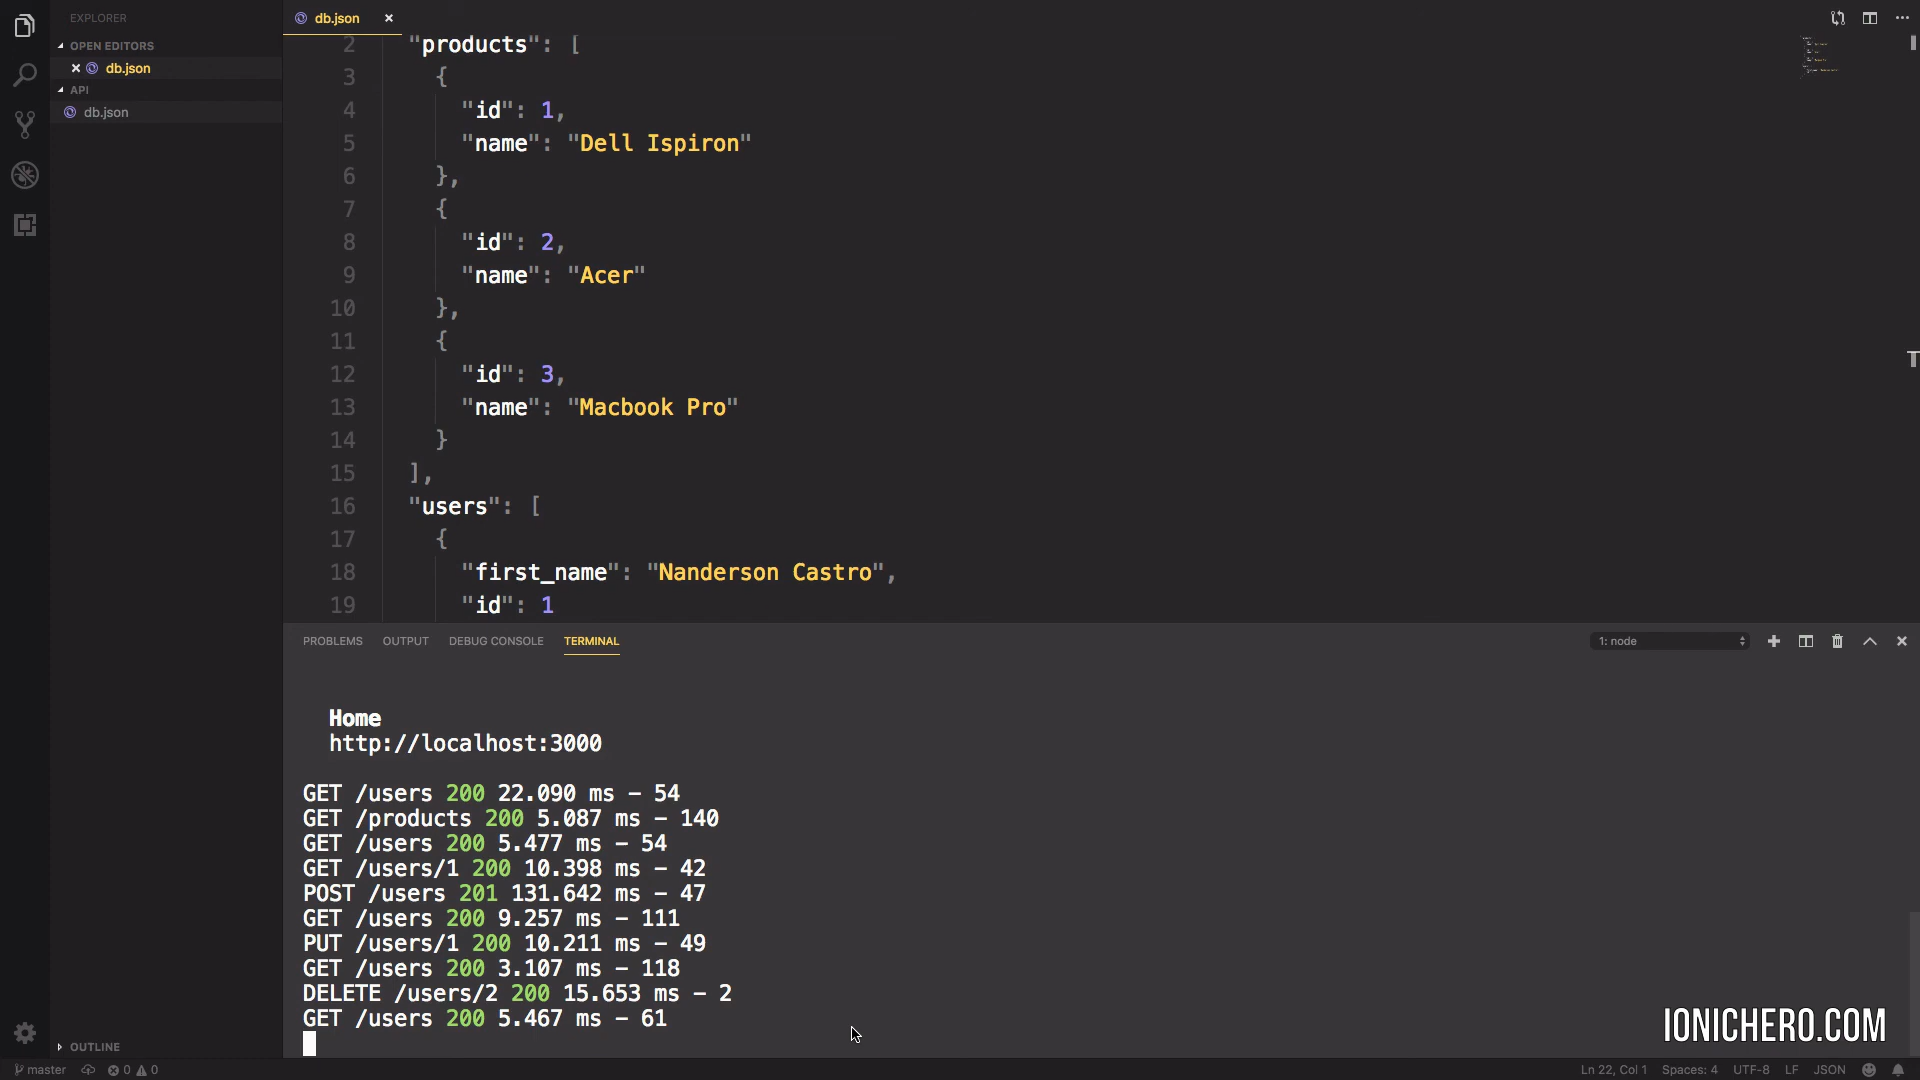 EXPLORER
OPEN EDITORS
db.json
API
db.json
OUTLINE
db.json
2 "products": [
3 {
4 "id": 1,
5 "name": "Dell Ispiron"
6 },
7 {
8 "id": 2,
9 "name": "Acer"
10 },
11 {
12 "id": 3,
13 "name": "Macbook Pro"
14 }
15 ],
16 "users": [
17 {
18 "first_name": "Nanderson Castro",
19 "id": 1
PROBLEMS OUTPUT DEBUG CONSOLE TERMINAL 1: node
Home
http://localhost:3000
GET /users 200 22.090 ms - 54
GET /products 200 5.087 ms - 140
GET /users 200 5.477 ms - 54
GET /users/1 200 10.398 ms - 42
POST /users 201 131.642 ms - 47
GET /users 200 9.257 ms - 111
PUT /users/1 200 10.211 ms - 49
GET /users 200 3.107 ms - 118
DELETE /users/2 200 15.653 ms - 2
GET /users 200 5.467 ms - 61
IONICHERO.COM
master 0 0 Ln 22, Col 1 Spaces: 4 UTF-8 LF JSON